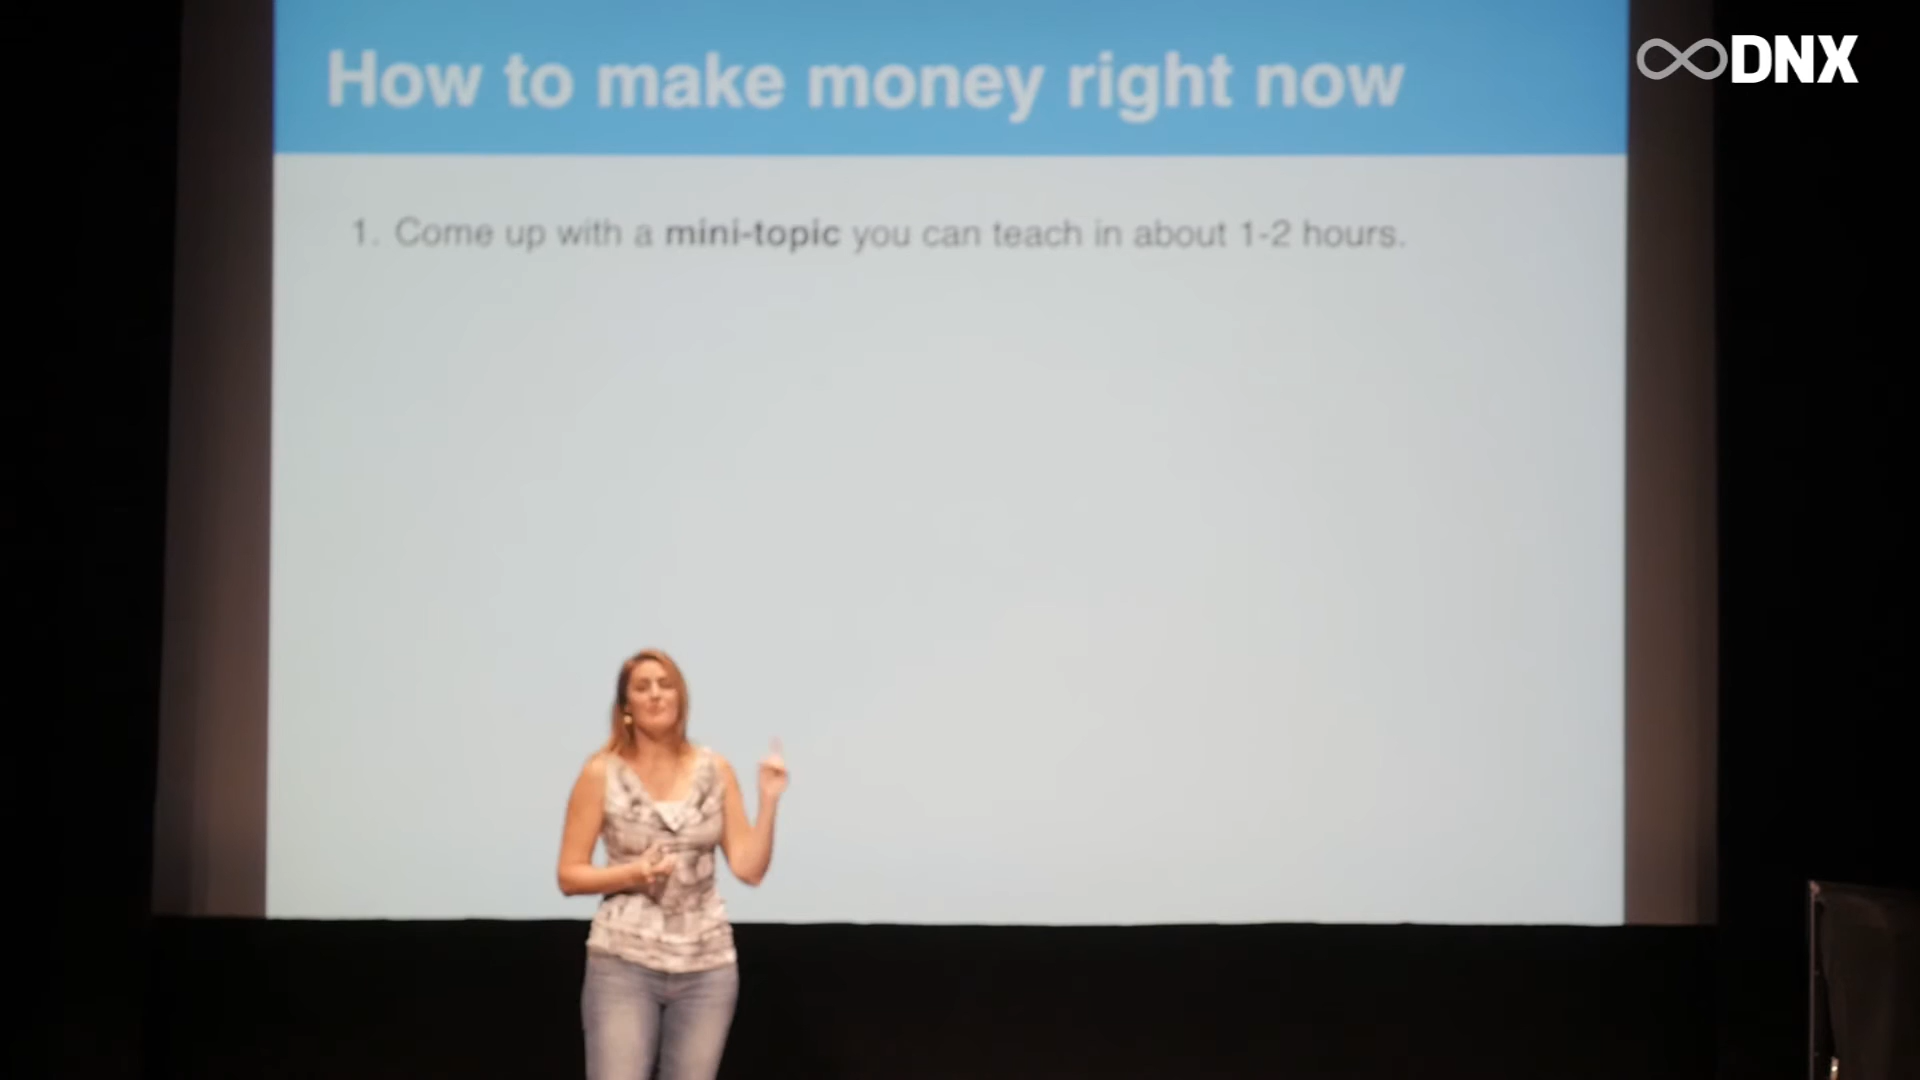 How to make money right now
DNX
1. Come up with a mini-topic you can teach in about 1-2 hours.